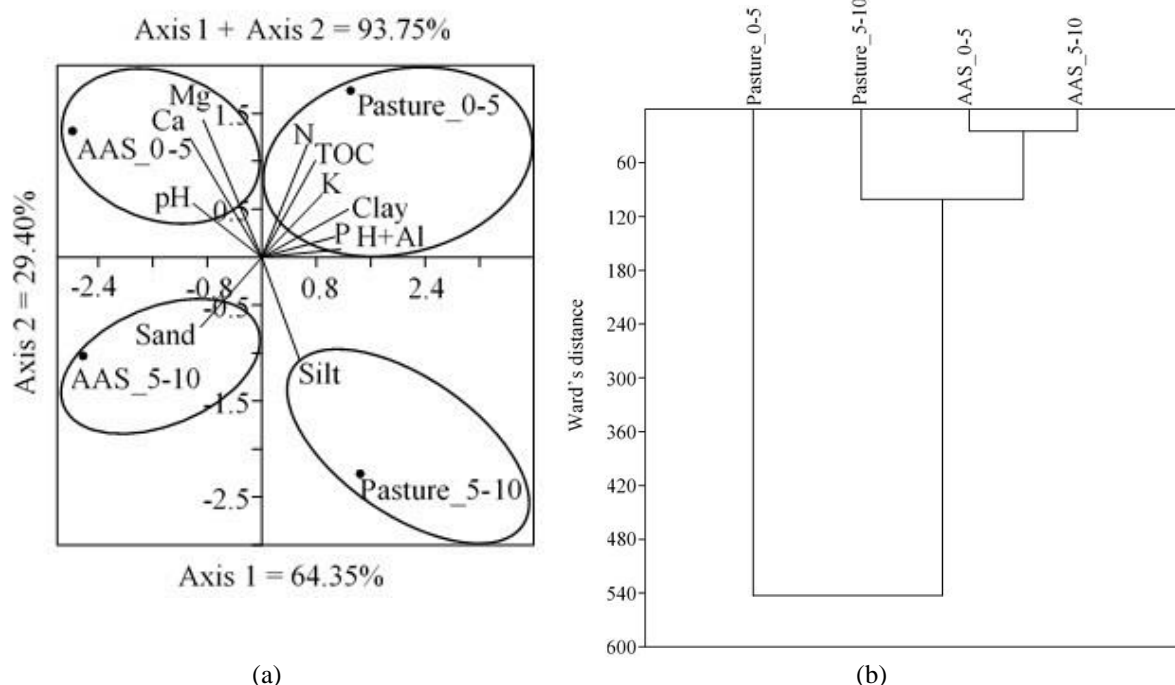 Axis 1 + Axis 2 = 93.75%
Mg
1.5
Pasture_0-5
Ca
AAS_0-5
N
TOC
K
pH
0.5
Clay
P
H+Al
-2.4
-0.8
0.8
2.4
-0.5
Sand
AAS_5-10
Silt
-1.5
-2.5
Pasture_5-10
Axis 2 = 29.40%
Axis 1 = 64.35%
(a)
Pasture_0-5
Pasture_5-10
AAS_0-5
AAS_5-10
60
120
180
240
300
360
420
480
540
600
Ward`s distance
(b)